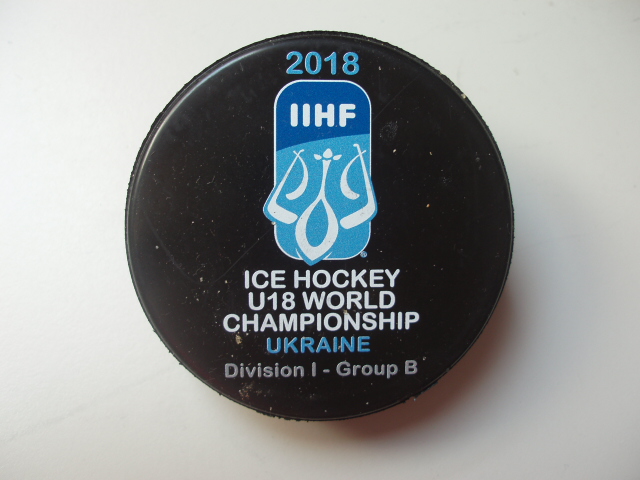 2018
IIHF
ICE HOCKEY
U18 WORLD
CHAMPIONSHIP
UKRAINE
Division I - Group B